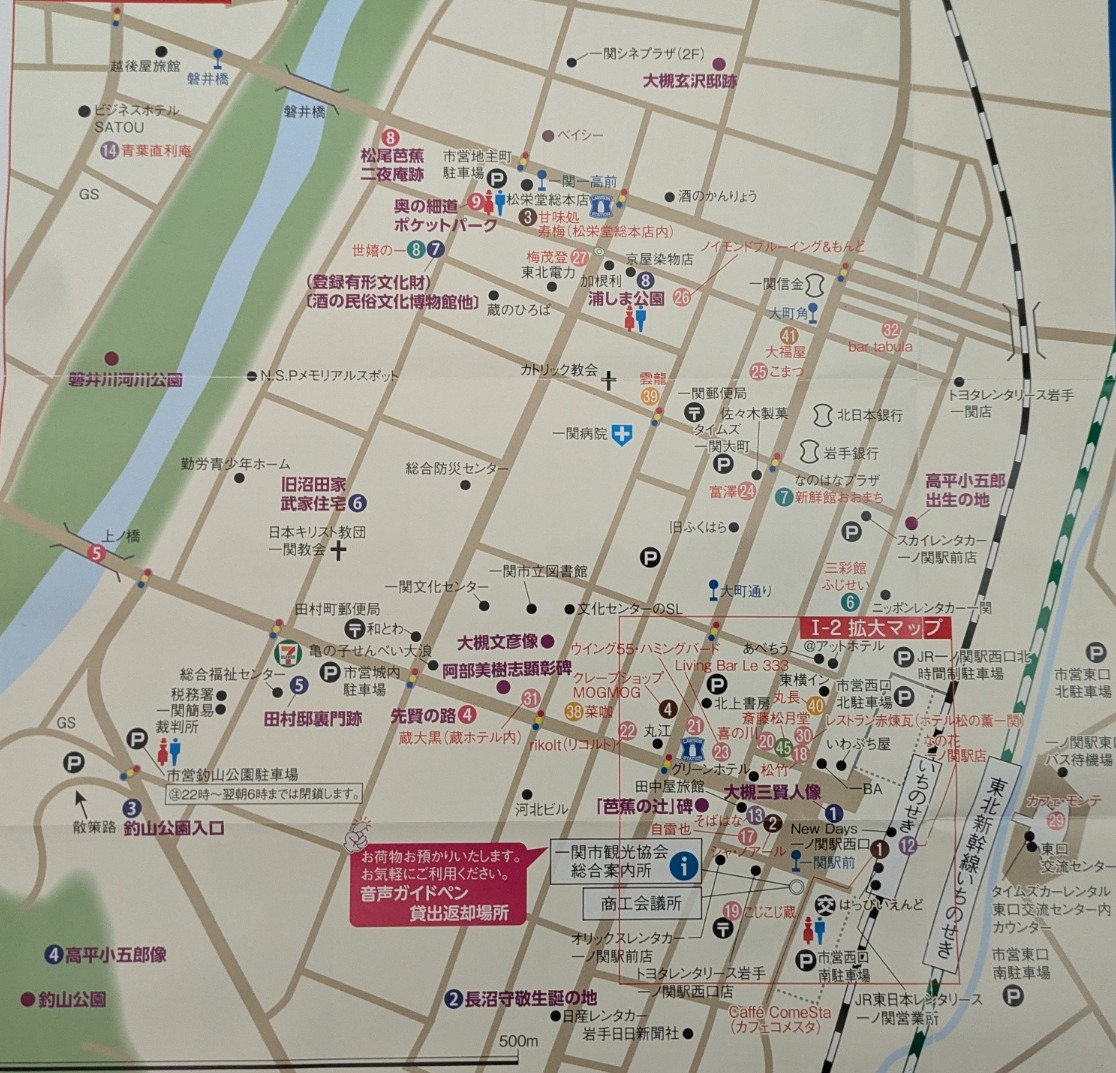 一関シネプラザ(2F)
大槻玄沢邸跡
越後屋旅館
磐井橋
磐井橋
ビジネスホテル
SATOU
14 青葉直利庵
GS
ベイシー
8
松尾芭蕉
二夜庵跡
市営地主町
駐車場
P
一関一高前
松栄堂総本店
LAWSON
STATION
酒のかんりょう
9
奥の細道
ポケットパーク
3 甘味処
寿梅(松栄堂総本店内)
世嬉の一 8 7
(登録有形文化財)
〔酒の民俗文化博物館他〕
梅茂登 27
東北電力
京屋染物店
加根利
8
浦しま公園
蔵のひろば
ノイモンドブルーイング&もんど
26
一関信金
大町角
41
大福屋
25 こまつ
32
bar tabula
磐井川河川公園
N.S.Pメモリアルスポット
カトリック教会
雲龍
39
一関郵便局
佐々木製菓
北日本銀行
トヨタレンタリース岩手
一関店
一関病院
タイムズ
一関大町
P
岩手銀行
勤労青少年ホーム
総合防災センター
旧沼田家
武家住宅 6
富澤 24
なのはなプラザ
7 新鮮館おおまち
高平小五郎
出生の地
上ノ橋
5
日本キリスト教団
一関教会
旧ふくはら
P
スカイレンタカー
一ノ関駅前店
P
三彩館
ふじせい
6
ニッポンレンタカー一関
一関文化センター
一関市立図書館
文化センターのSL
大町通り
田村町郵便局
和とわ
亀の子せんべい大浪
大槻文彦像
阿部美樹志顕彰碑
I-2 拡大マップ
あべちう
@アットホテル
P JR一ノ関駅西口北
時間制駐車場
P
市営東口
北駐車場
総合福祉センター
5
田村邸裏門跡
P 市営城内
駐車場
税務署
一関簡易
裁判所
先賢の路 4
31
蔵大黒(蔵ホテル内)
ウイング55・ハミングバード
Living Bar Le 333
クレープショップ
MOGMOG
38 菜咖
22
4
丸江
P
北上書房
東横イン
丸長
40
市営西口
駐車場
P
斎藤松月堂
30
レストラン赤煉瓦(ホテル松の薫一関)
21
喜の川
23
20
45
18
松竹
いわぶち屋
なの花
一ノ関駅店
rikolt(リコルト)
LAWSON
STATION
グリーンホテル
BA
一ノ関駅東口
バス待機場
GS
P
P
市営釣山公園駐車場
㊟22時〜翌朝6時までは閉鎖します。
散策路
3
釣山公園入口
河北ビル
田中屋旅館
大槻三賢人像
「芭蕉の辻」碑
そばはな
13
2
1
自雷也
17
New Days
一ノ関駅西口
1
12
いちのせき
東北新幹線いちのせき
カフェ・モンテ
29
東口
交流センター
お荷物お預かりいたします。
お気軽にご利用ください。
音声ガイドペン
貸出返却場所
一関市観光協会
総合案内所
i
シャ・ノアール
一関駅前
商工会議所
19 こじこじ蔵
交
はっぴいえんど
タイムズカーレンタル
東口交流センター内
カウンター
オリックスレンタカー
一ノ関駅前店
P
市営西口
南駐車場
市営東口
南駐車場
P
4 高平小五郎像
釣山公園
トヨタレンタリース岩手
一ノ関駅西口店
2 長沼守敬生誕の地
日産レンタカー
岩手日日新聞社
Caffé ComeSta
(カフェコメスタ)
JR東日本レンタリース
一ノ関営業所
500m